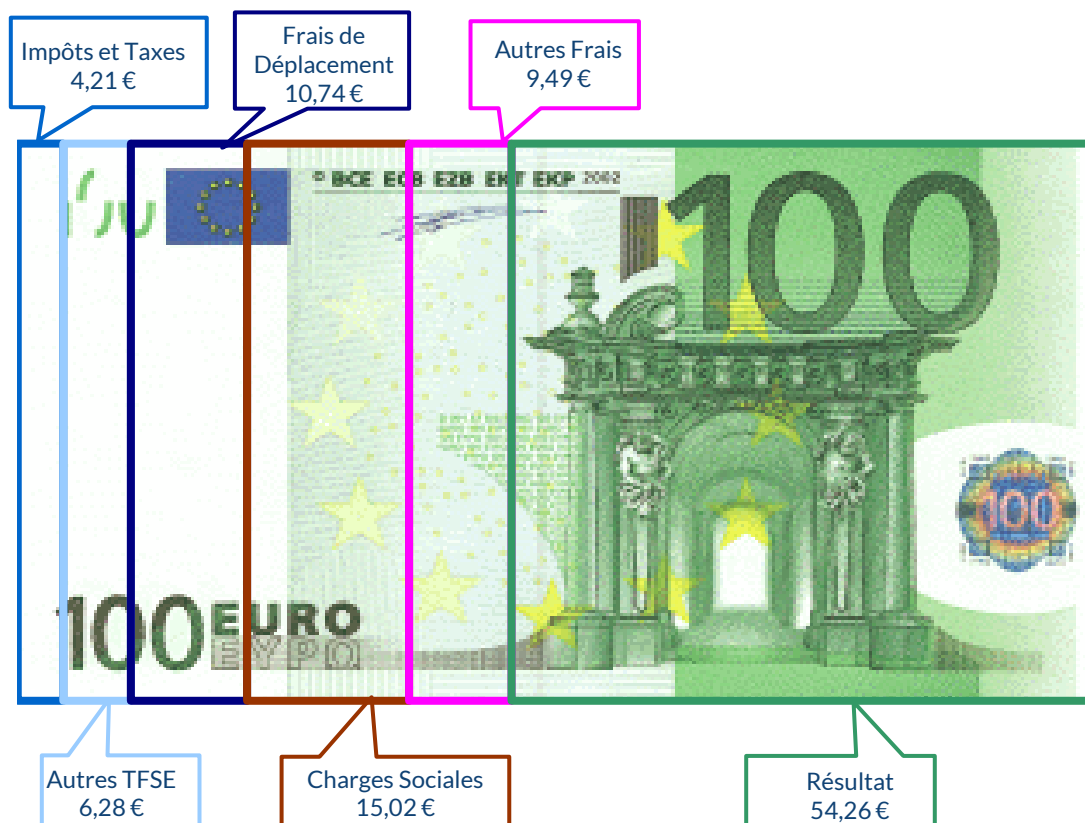 Impôts et Taxes
4,21 €
Frais de
Déplacement
10,74 €
Autres Frais
9,49 €
© BCE ECB EZB EKT EKP 2002
100
100
100 EURO
ΕΥΡΩ
Autres TFSE
6,28 €
Charges Sociales
15,02 €
Résultat
54,26 €